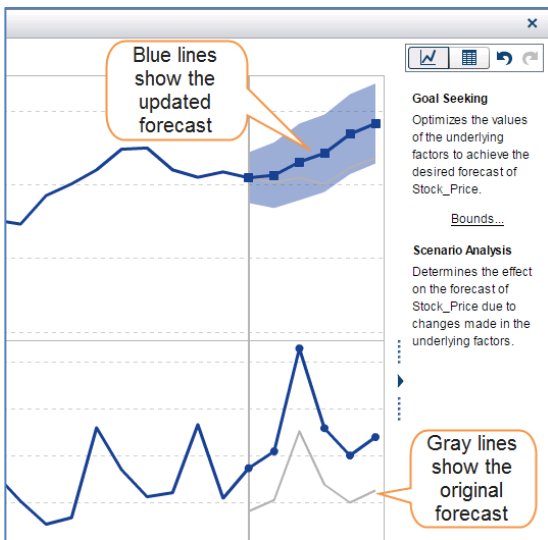 Blue lines
show the
updated
forecast
Goal Seeking
Optimizes the values
of the underlying
factors to achieve the
desired forecast of
Stock_Price.
Bounds...
Scenario Analysis
Determines the effect
on the forecast of
Stock_Price due to
changes made in the
underlying factors.
Gray lines
show the
original
forecast